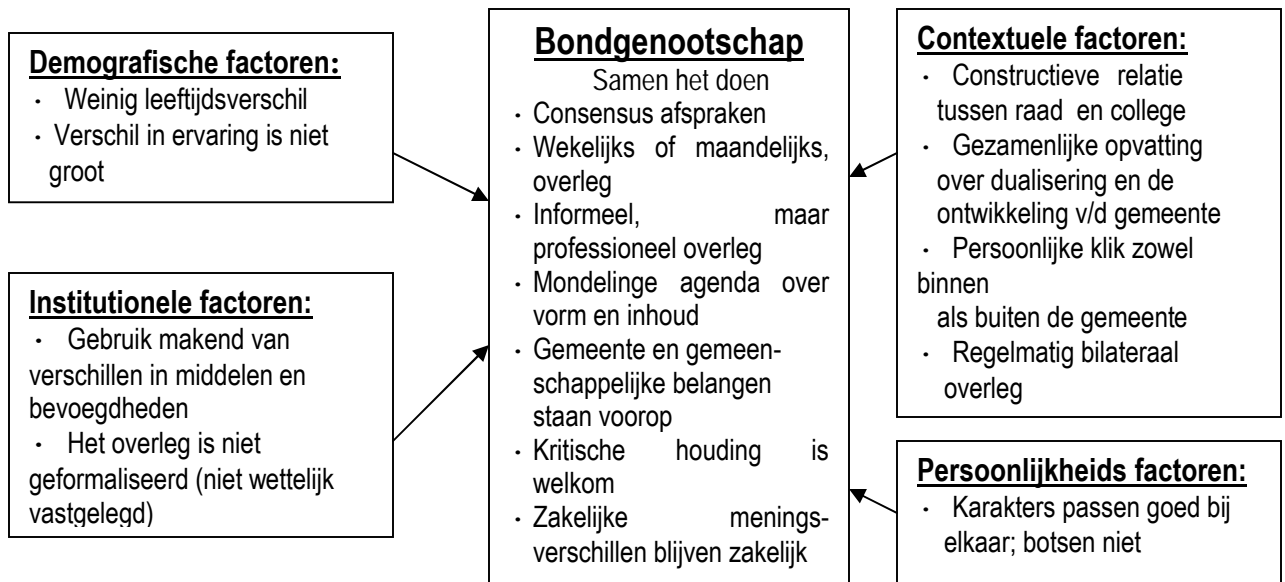 Demografische factoren:
· Weinig leeftijdsverschil
· Verschil in ervaring is niet
groot
Institutionele factoren:
· Gebruik makend van
verschillen in middelen en
bevoegdheden
· Het overleg is niet
geformaliseerd (niet wettelijk
vastgelegd)
Bondgenootschap
Samen het doen
· Consensus afspraken
· Wekelijks of maandelijks,
overleg
· Informeel, maar
professioneel overleg
· Mondelinge agenda over
vorm en inhoud
· Gemeente en gemeen-
schappelijke belangen
staan voorop
· Kritische houding is
welkom
· Zakelijke menings-
verschillen blijven zakelijk
Contextuele factoren:
· Constructieve relatie
tussen raad en college
· Gezamenlijke opvatting
over dualisering en de
ontwikkeling v/d gemeente
· Persoonlijke klik zowel
binnen
als buiten de gemeente
· Regelmatig bilateraal
overleg
Persoonlijkheids factoren:
· Karakters passen goed bij
elkaar; botsen niet